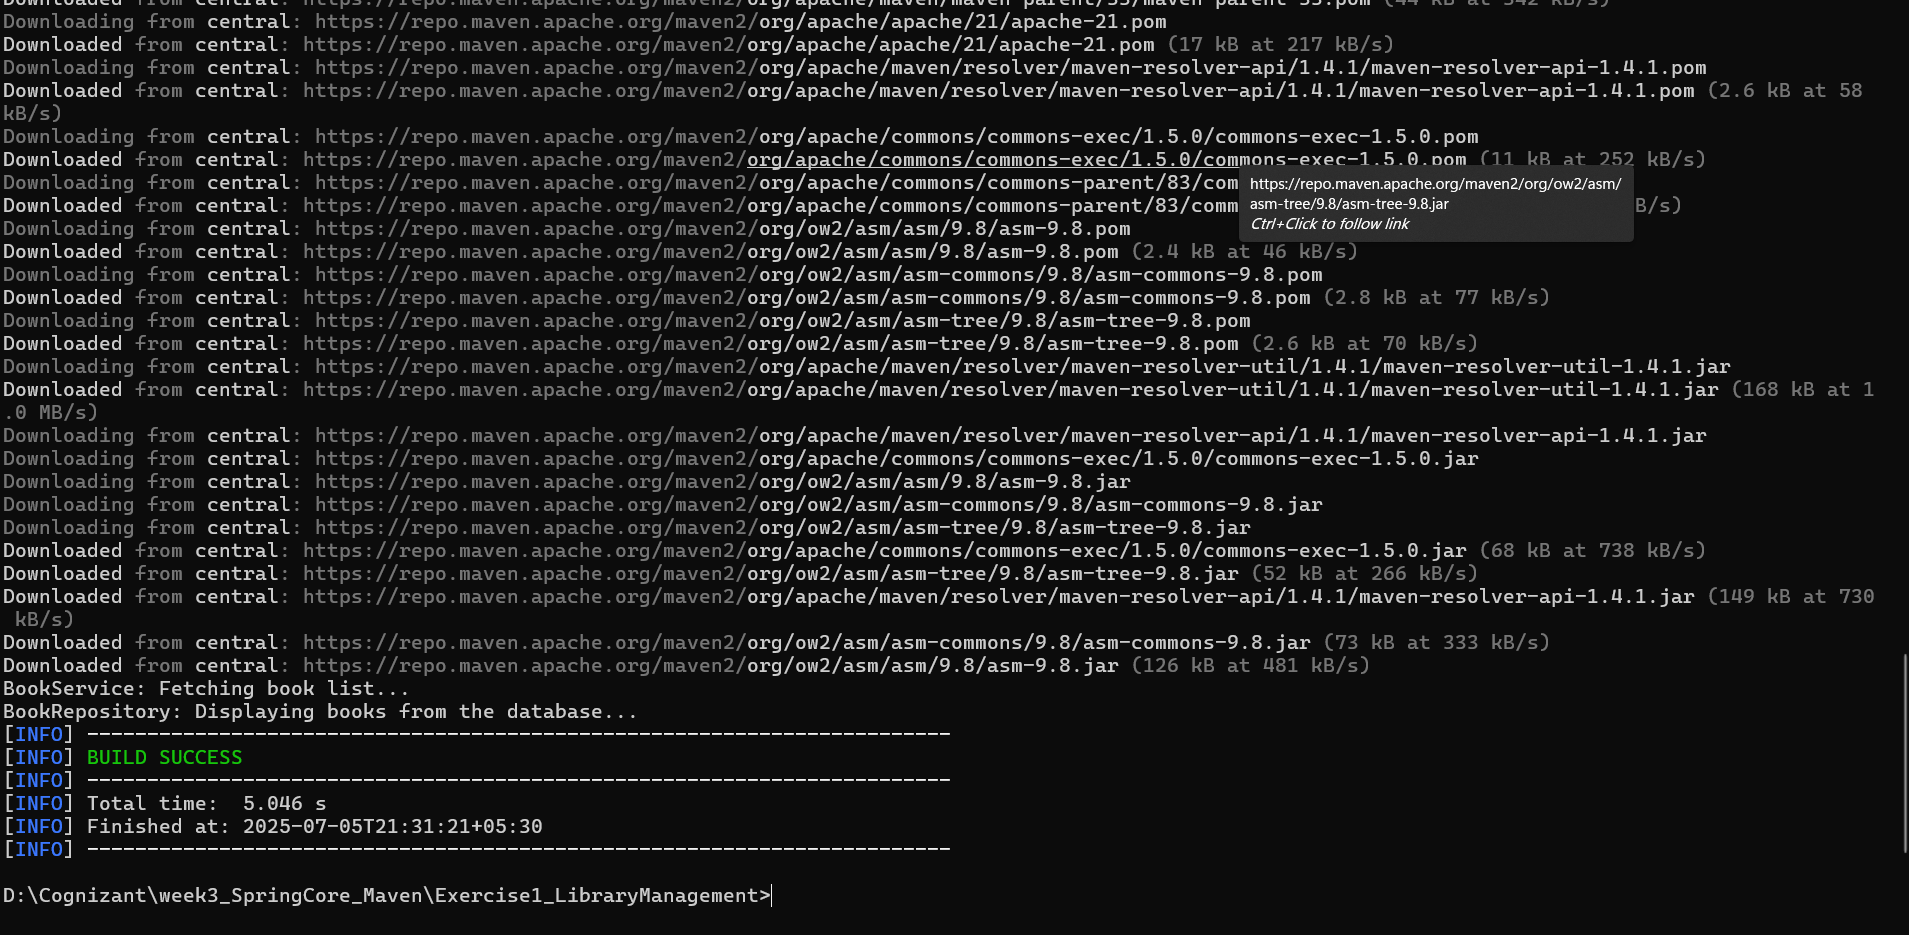 Downloaded from central: https://repo.maven.apache.org/maven2/org/apache/maven/maven-parent/35/maven-parent-35.pom (44 kB at 542 kB/s)
Downloading from central: https://repo.maven.apache.org/maven2/org/apache/apache/21/apache-21.pom
Downloaded from central: https://repo.maven.apache.org/maven2/org/apache/apache/21/apache-21.pom (17 kB at 217 kB/s)
Downloading from central: https://repo.maven.apache.org/maven2/org/apache/maven/resolver/maven-resolver-api/1.4.1/maven-resolver-api-1.4.1.pom
Downloaded from central: https://repo.maven.apache.org/maven2/org/apache/maven/resolver/maven-resolver-api/1.4.1/maven-resolver-api-1.4.1.pom (2.6 kB at 58
kB/s)
Downloading from central: https://repo.maven.apache.org/maven2/org/apache/commons/commons-exec/1.5.0/commons-exec-1.5.0.pom
Downloaded from central: https://repo.maven.apache.org/maven2/org/apache/commons/commons-exec/1.5.0/commons-exec-1.5.0.pom (11 kB at 252 kB/s)
Downloading from central: https://repo.maven.apache.org/maven2/org/apache/commons/commons-parent/83/com
https://repo.maven.apache.org/maven2/org/ow2/asm/
asm-tree/9.8/asm-tree-9.8.jar
Ctrl+Click to follow link
Downloaded from central: https://repo.maven.apache.org/maven2/org/apache/commons/commons-parent/83/comm B/s)
Downloading from central: https://repo.maven.apache.org/maven2/org/ow2/asm/asm/9.8/asm-9.8.pom
Downloaded from central: https://repo.maven.apache.org/maven2/org/ow2/asm/asm/9.8/asm-9.8.pom (2.4 kB at 46 kB/s)
Downloading from central: https://repo.maven.apache.org/maven2/org/ow2/asm/asm-commons/9.8/asm-commons-9.8.pom
Downloaded from central: https://repo.maven.apache.org/maven2/org/ow2/asm/asm-commons/9.8/asm-commons-9.8.pom (2.8 kB at 77 kB/s)
Downloading from central: https://repo.maven.apache.org/maven2/org/ow2/asm/asm-tree/9.8/asm-tree-9.8.pom
Downloaded from central: https://repo.maven.apache.org/maven2/org/ow2/asm/asm-tree/9.8/asm-tree-9.8.pom (2.6 kB at 70 kB/s)
Downloading from central: https://repo.maven.apache.org/maven2/org/apache/maven/resolver/maven-resolver-util/1.4.1/maven-resolver-util-1.4.1.jar
Downloaded from central: https://repo.maven.apache.org/maven2/org/apache/maven/resolver/maven-resolver-util/1.4.1/maven-resolver-util-1.4.1.jar (168 kB at 1
.0 MB/s)
Downloading from central: https://repo.maven.apache.org/maven2/org/apache/maven/resolver/maven-resolver-api/1.4.1/maven-resolver-api-1.4.1.jar
Downloading from central: https://repo.maven.apache.org/maven2/org/apache/commons/commons-exec/1.5.0/commons-exec-1.5.0.jar
Downloading from central: https://repo.maven.apache.org/maven2/org/ow2/asm/asm/9.8/asm-9.8.jar
Downloading from central: https://repo.maven.apache.org/maven2/org/ow2/asm/asm-commons/9.8/asm-commons-9.8.jar
Downloading from central: https://repo.maven.apache.org/maven2/org/ow2/asm/asm-tree/9.8/asm-tree-9.8.jar
Downloaded from central: https://repo.maven.apache.org/maven2/org/apache/commons/commons-exec/1.5.0/commons-exec-1.5.0.jar (68 kB at 738 kB/s)
Downloaded from central: https://repo.maven.apache.org/maven2/org/ow2/asm/asm-tree/9.8/asm-tree-9.8.jar (52 kB at 266 kB/s)
Downloaded from central: https://repo.maven.apache.org/maven2/org/apache/maven/resolver/maven-resolver-api/1.4.1/maven-resolver-api-1.4.1.jar (149 kB at 730
kB/s)
Downloaded from central: https://repo.maven.apache.org/maven2/org/ow2/asm/asm-commons/9.8/asm-commons-9.8.jar (73 kB at 333 kB/s)
Downloaded from central: https://repo.maven.apache.org/maven2/org/ow2/asm/asm/9.8/asm-9.8.jar (126 kB at 481 kB/s)
BookService: Fetching book list...
BookRepository: Displaying books from the database...
[INFO] ------------------------------------------------------------------------
[INFO] BUILD SUCCESS
[INFO] ------------------------------------------------------------------------
[INFO] Total time:  5.046 s
[INFO] Finished at: 2025-07-05T21:31:21+05:30
[INFO] ------------------------------------------------------------------------
D:\Cognizant\week3_SpringCore_Maven\Exercise1_LibraryManagement>